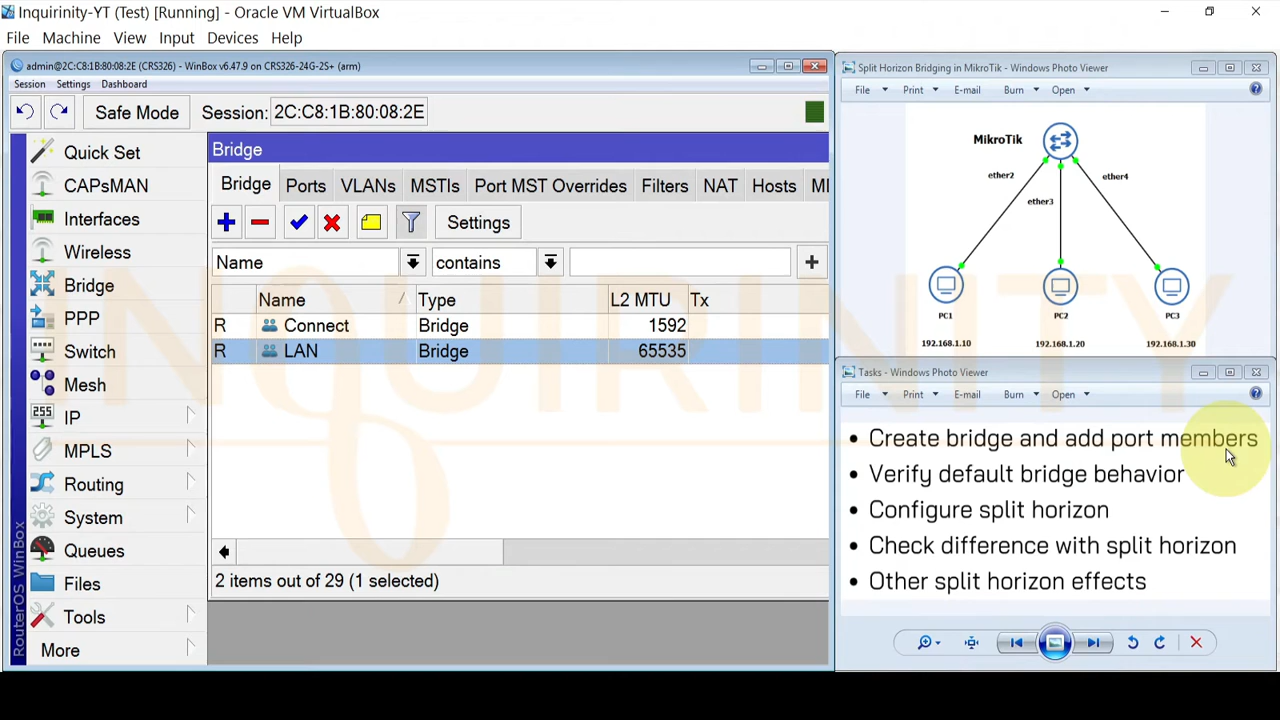 Inquirinity-YT (Test) [Running] - Oracle VM VirtualBox
File Machine View Input Devices Help
admin@2C:C8:1B:80:08:2E (CRS326) - WinBox v6.47.9 on CRS326-24G-2S+ (arm)
Session Settings Dashboard
Safe Mode Session: 2C:C8:1B:80:08:2E
Quick Set
CAPsMAN
Interfaces
Wireless
Bridge
PPP
Switch
Mesh
255 IP
MPLS
Routing
System
Queues
Files
Tools
More
RouterOS WinBox
Bridge
Bridge Ports VLANs MSTIs Port MST Overrides Filters NAT Hosts
Settings
Name contains
Name Type L2 MTU Tx
R Connect Bridge 1592
R LAN Bridge 65535
2 items out of 29 (1 selected)
Split Horizon Bridging in MikroTik - Windows Photo Viewer
File Print E-mail Burn Open
MikroTik
ether2 ether3 ether4
PC1 PC2 PC3
192.168.1.10 192.168.1.20 192.168.1.30
Tasks - Windows Photo Viewer
File Print E-mail Burn Open
• Create bridge and add port members
• Verify default bridge behavior
• Configure split horizon
• Check difference with split horizon
• Other split horizon effects
INQUIRINITY